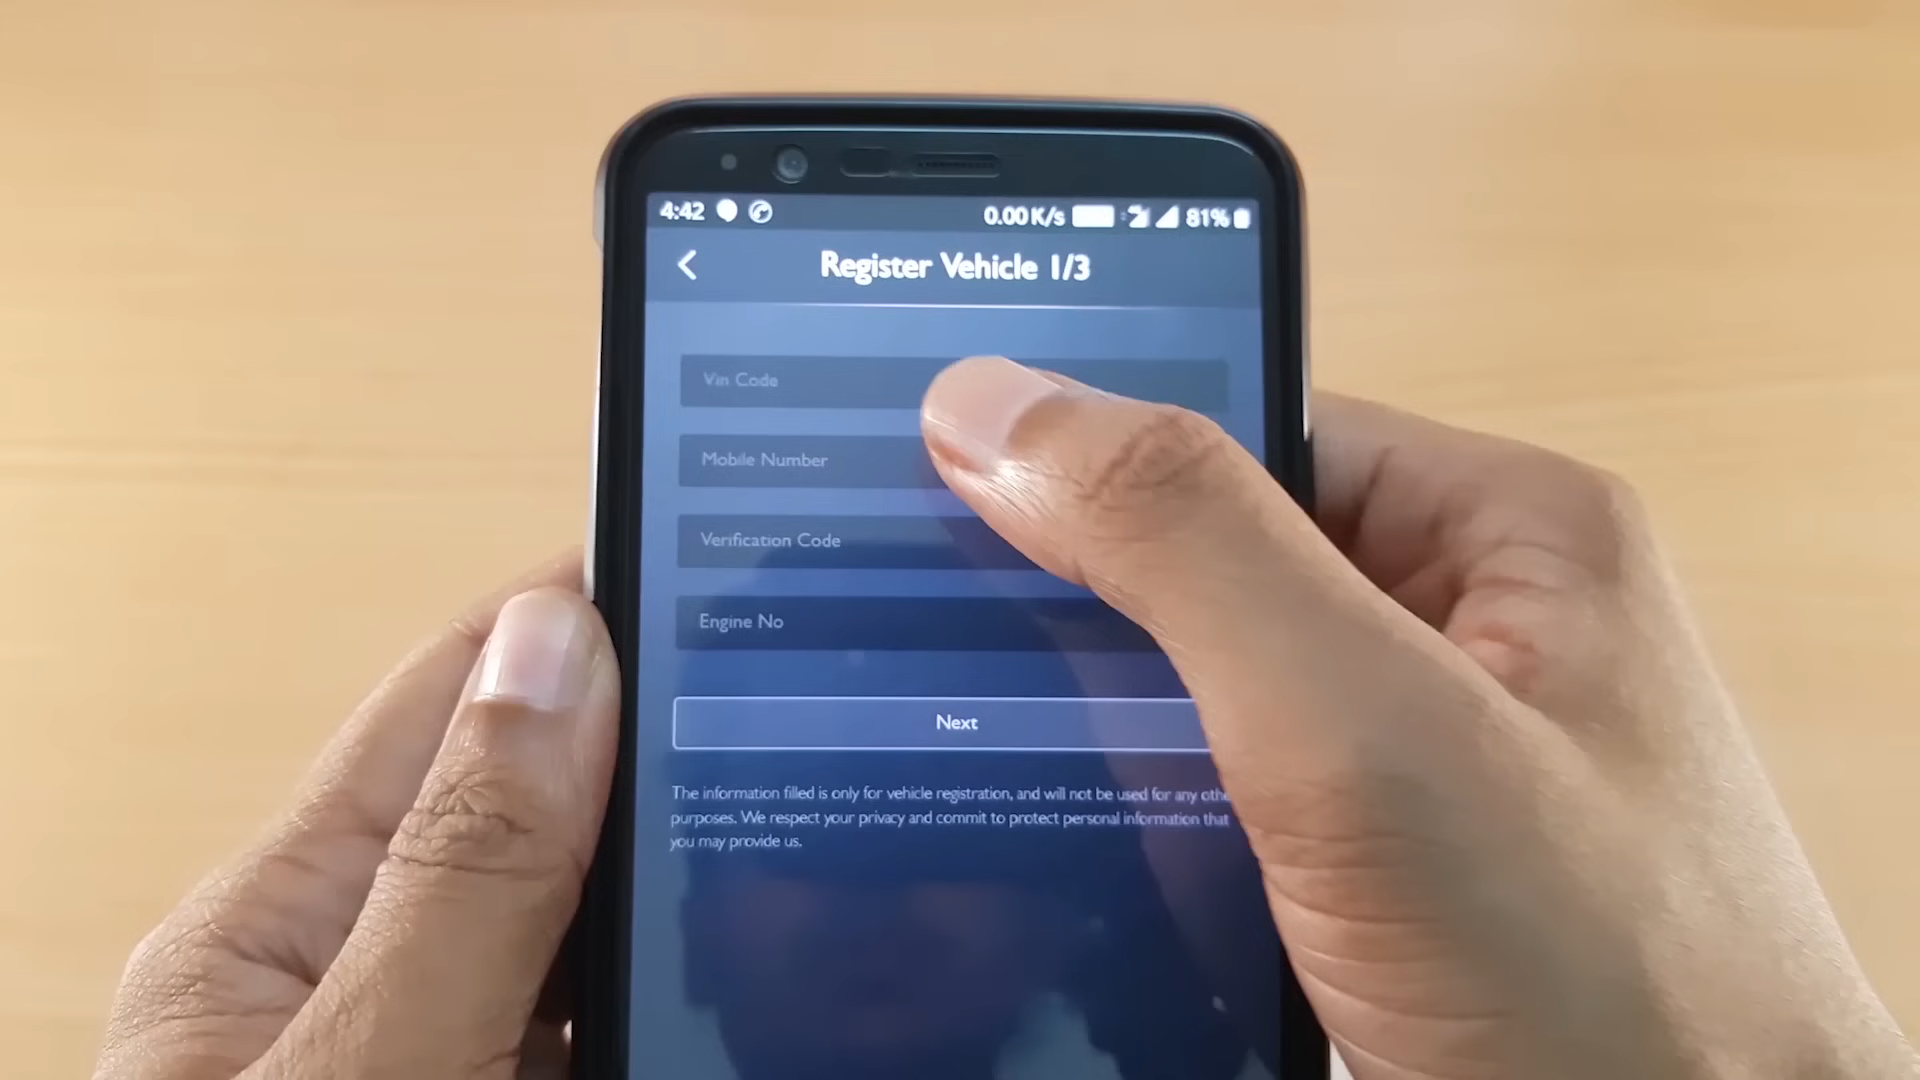 4:42 0.00 K/s 81%
Register Vehicle 1/3
Vin Code
Mobile Number
Verification Code
Engine No
Next
The information filled is only for vehicle registration, and will not be used for any othe
purposes. We respect your privacy and commit to protect personal information that
you may provide us.